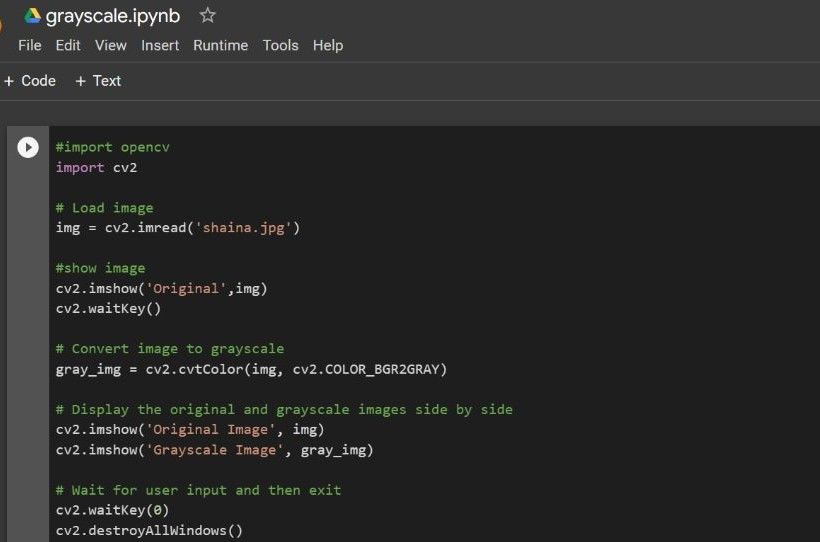 grayscale.ipynb
File Edit View Insert Runtime Tools Help
+ Code + Text
#import opencv
import cv2
# Load image
img = cv2.imread('shaina.jpg')
#show image
cv2.imshow('Original',img)
cv2.waitKey()
# Convert image to grayscale
gray_img = cv2.cvtColor(img, cv2.COLOR_BGR2GRAY)
# Display the original and grayscale images side by side
cv2.imshow('Original Image', img)
cv2.imshow('Grayscale Image', gray_img)
# Wait for user input and then exit
cv2.waitKey(0)
cv2.destroyAllWindows()